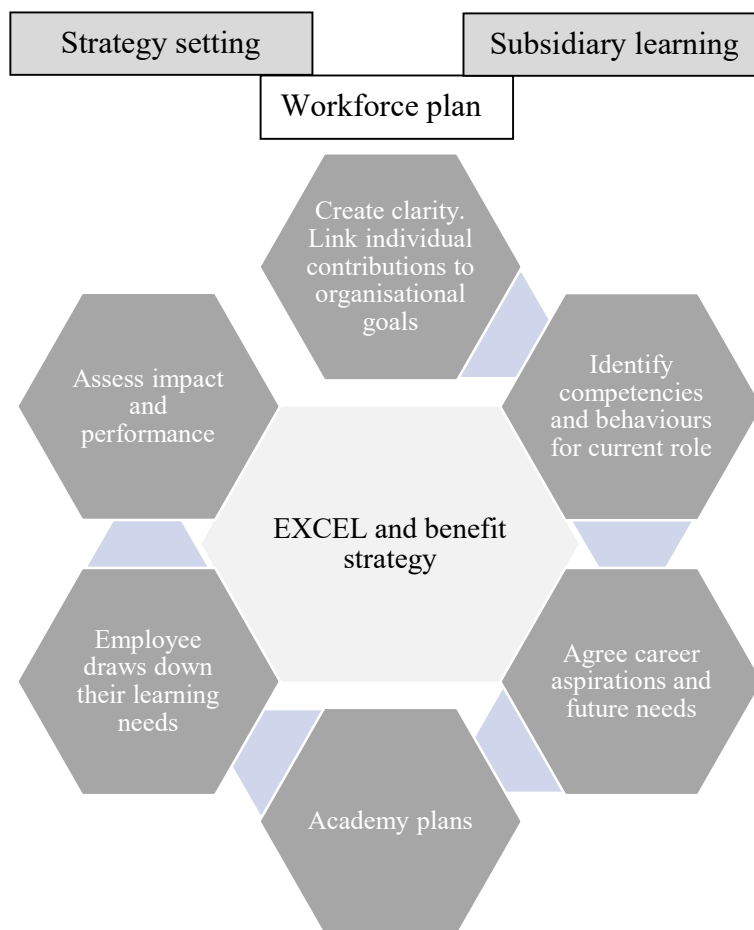 Strategy setting
Subsidiary learning
Workforce plan
Create clarity.
Link individual
contributions to
organisational
goals
Identify
competencies
and behaviours
for current role
Agree career
aspirations and
future needs
Academy plans
Employee
draws down
their learning
needs
Assess impact
and
performance
EXCEL and benefit
strategy